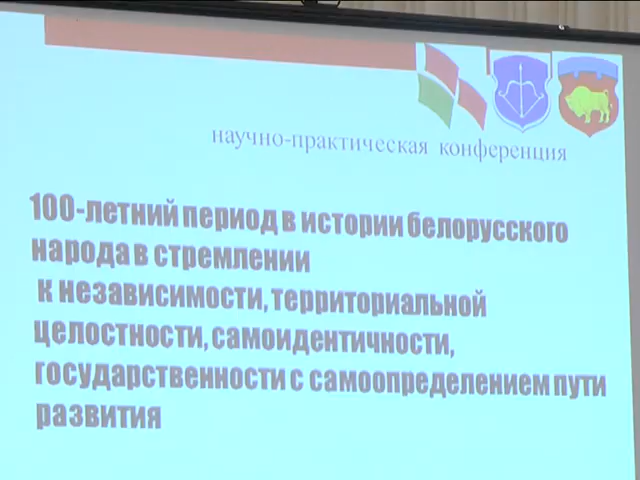 научно-практическая конференция
100-летний период в истории белорусского
народа в стремлении
к независимости, территориальной
целостности, самоидентичности,
государственности с самоопределением пути
развития